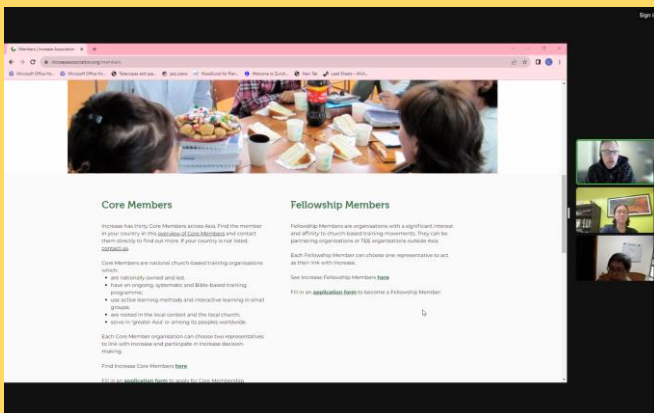 Sign i
Members | Increase Association
increaseassociation.org/members
Core Members
Increase has thirty Core Members across Asia. Find the member
in your country in this overview of Core Members and contact
them directly to find out more. If your country is not listed,
contact us.
Core Members are national church-based training organisations
which:
• are nationally owned and led;
• have an ongoing, systematic and Bible-based training
programme;
• use active learning methods and interactive learning in small
groups;
• are rooted in the local context and the local church;
• serve in 'greater Asia' or among its peoples worldwide.
Each Core Member organisation can choose two representatives
to link with Increase and participate in Increase decision-
making.
Find Increase Core Members here
Fill in an application form to apply for Core Membership
Fellowship Members
Fellowship Members are organisations with a significant interest
and affinity to church-based training movements. They can be
partnering organisations or TEE organisations outside Asia.
Each Fellowship Member can choose one representative to act
as their link with Increase.
See Increase Fellowship Members here
Fill in an application form to become a Fellowship Member.